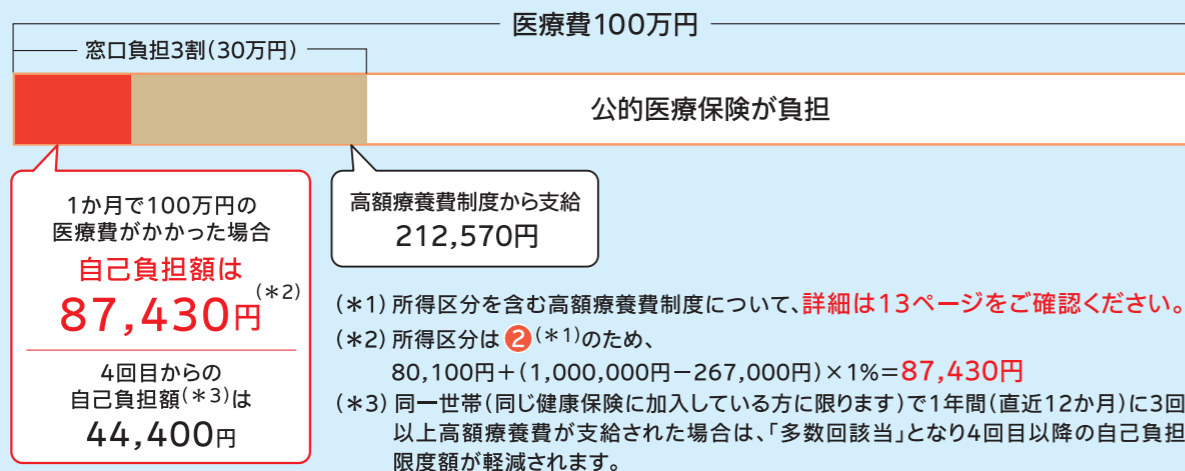 医療費100万円
窓口負担3割(30万円)
公的医療保険が負担
1か月で100万円の
医療費がかかった場合
自己負担額は
87,430円(*2)
4回目からの
自己負担額(*3)は
44,400円
高額療養費制度から支給
212,570円
(*1) 所得区分を含む高額療養費制度について、詳細は13ページをご確認ください。
(*2) 所得区分は❷(*1)のため、
80,100円+(1,000,000円−267,000円)×1%=87,430円
(*3) 同一世帯(同じ健康保険に加入している方に限ります)で1年間(直近12か月)に3回
以上高額療養費が支給された場合は、「多数回該当」となり4回目以降の自己負担
限度額が軽減されます。